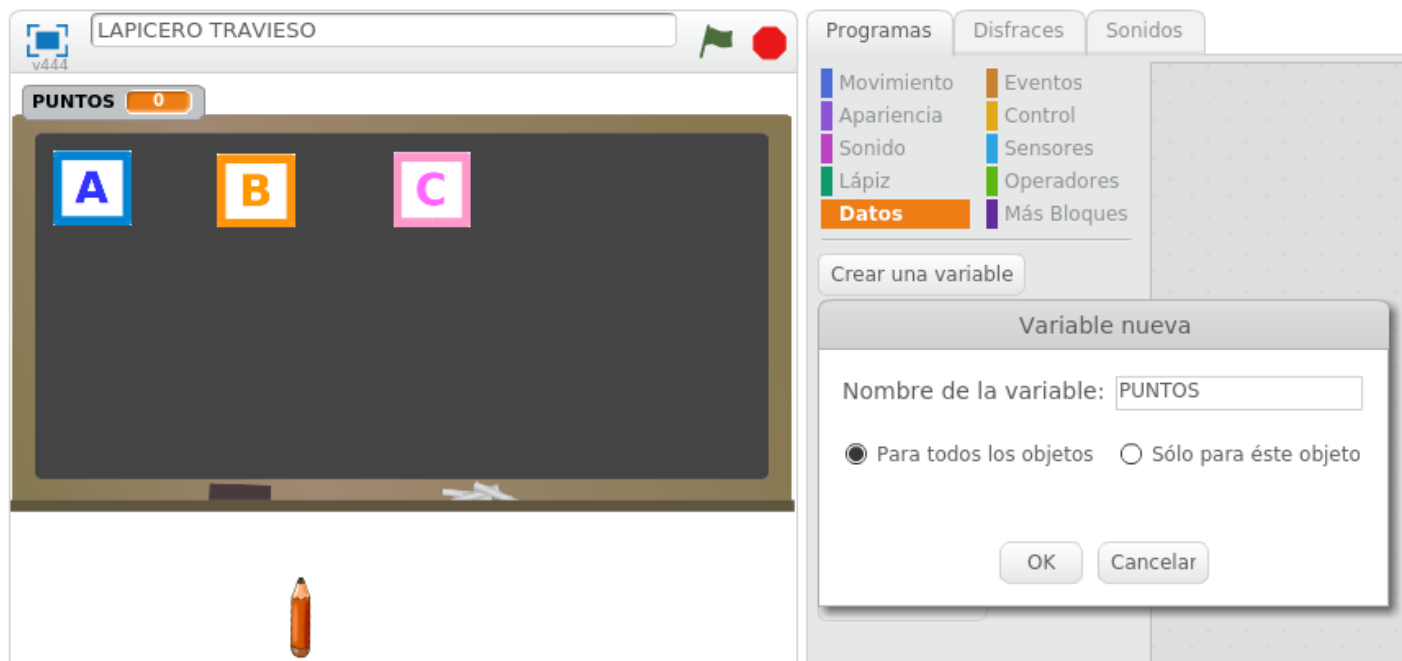 LAPICERO TRAVIESO
v444
PUNTOS 0
A B C
Programas Disfraces Sonidos
Movimiento Eventos
Apariencia Control
Sonido Sensores
Lápiz Operadores
Datos Más Bloques
Crear una variable
Variable nueva
Nombre de la variable: PUNTOS
Para todos los objetos Sólo para éste objeto
OK Cancelar